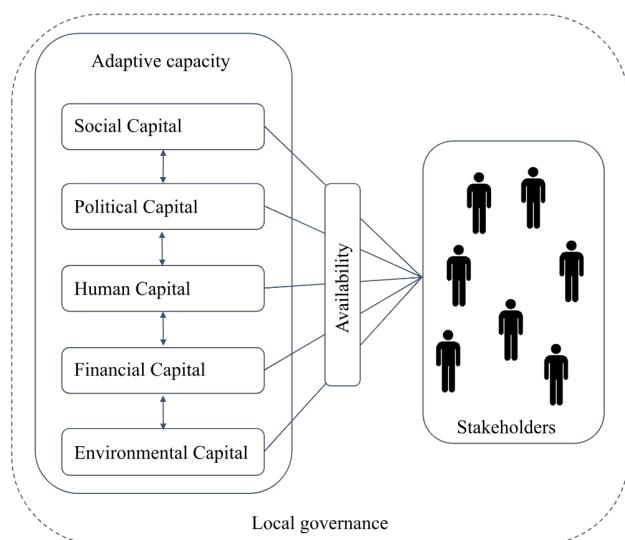 Adaptive capacity
Social Capital
Political Capital
Human Capital
Financial Capital
Environmental Capital
Availability
Stakeholders
Local governance